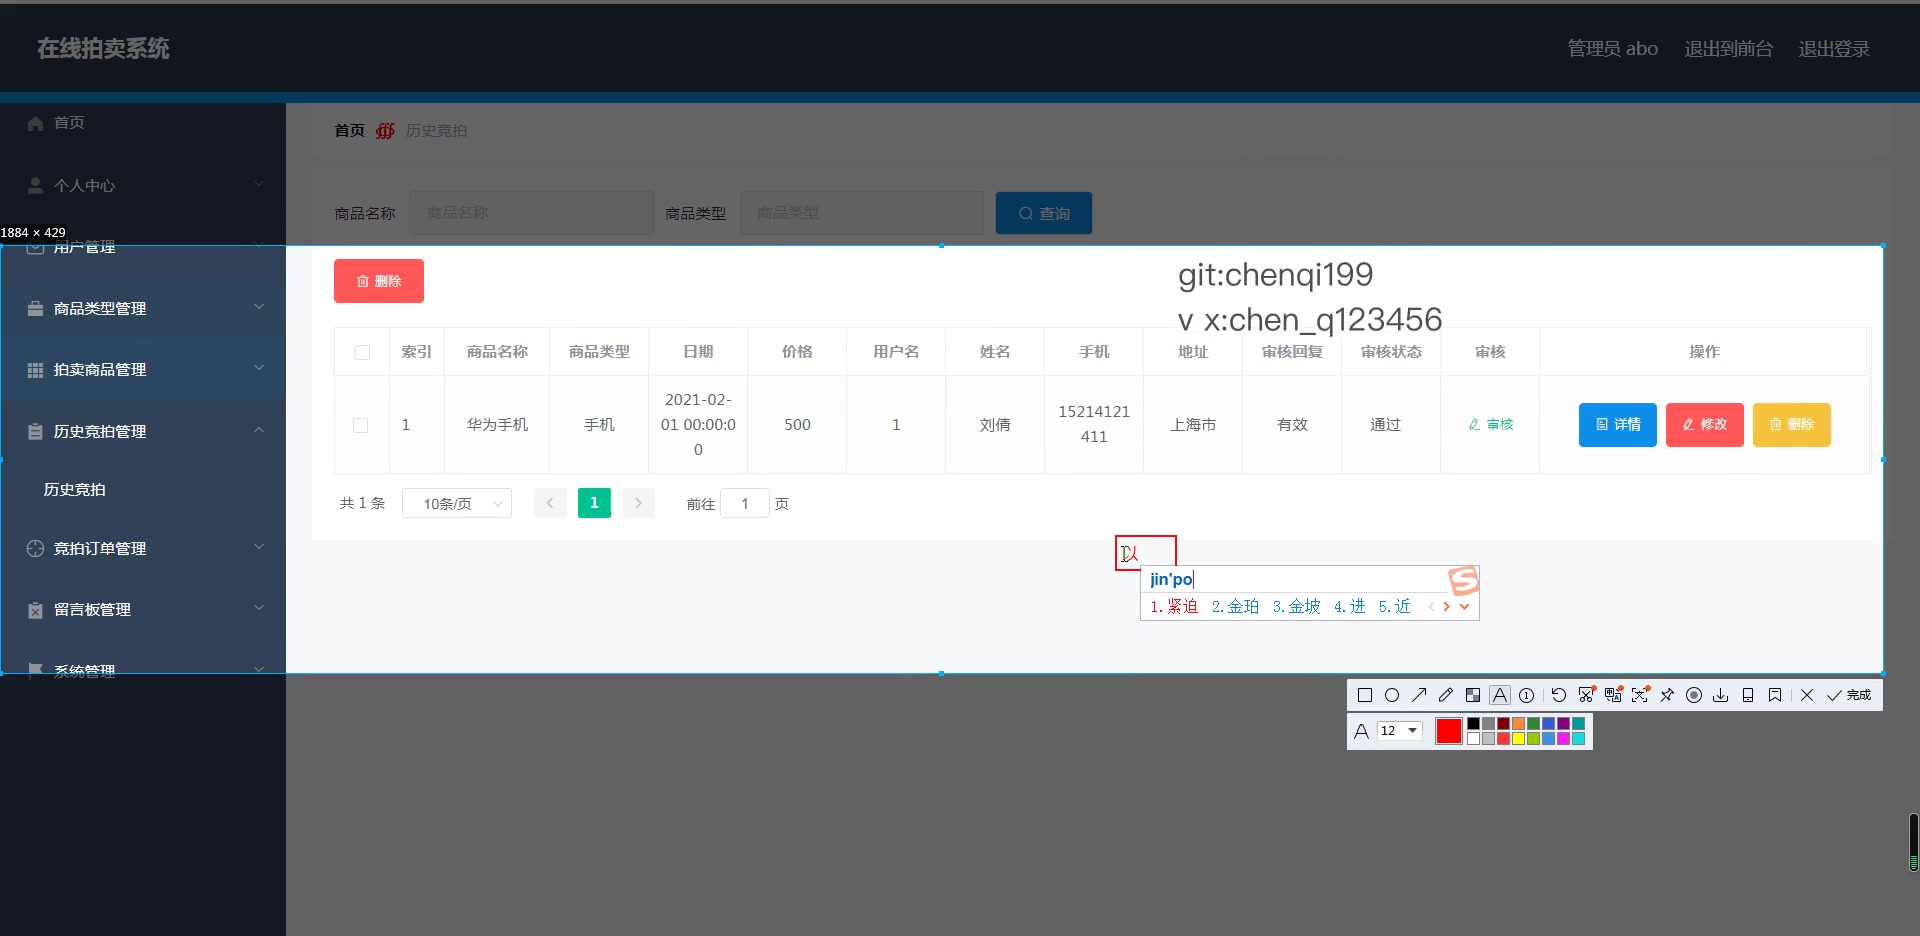 在线拍卖系统
管理员 abo 退出到前台 退出登录
首页
个人中心
用户管理
商品类型管理
拍卖商品管理
历史竞拍管理
历史竞拍
竞拍订单管理
留言板管理
系统管理
首页 历史竞拍
商品名称 商品名称 商品类型 商品类型 查询
1884 × 429
删除
git:chenqi199
v x:chen_q123456
索引 商品名称 商品类型 日期 价格 用户名 姓名 手机 地址 审核回复 审核状态 审核 操作
1 华为手机 手机 2021-02-01 00:00:00 500 1 刘倩 15214121411 上海市 有效 通过 审核 详情 修改 删除
共 1 条 10条/页 1 前往 1 页
以
jin'po
1.紧迫 2.金珀 3.金坡 4.进 5.近
完成
A 12